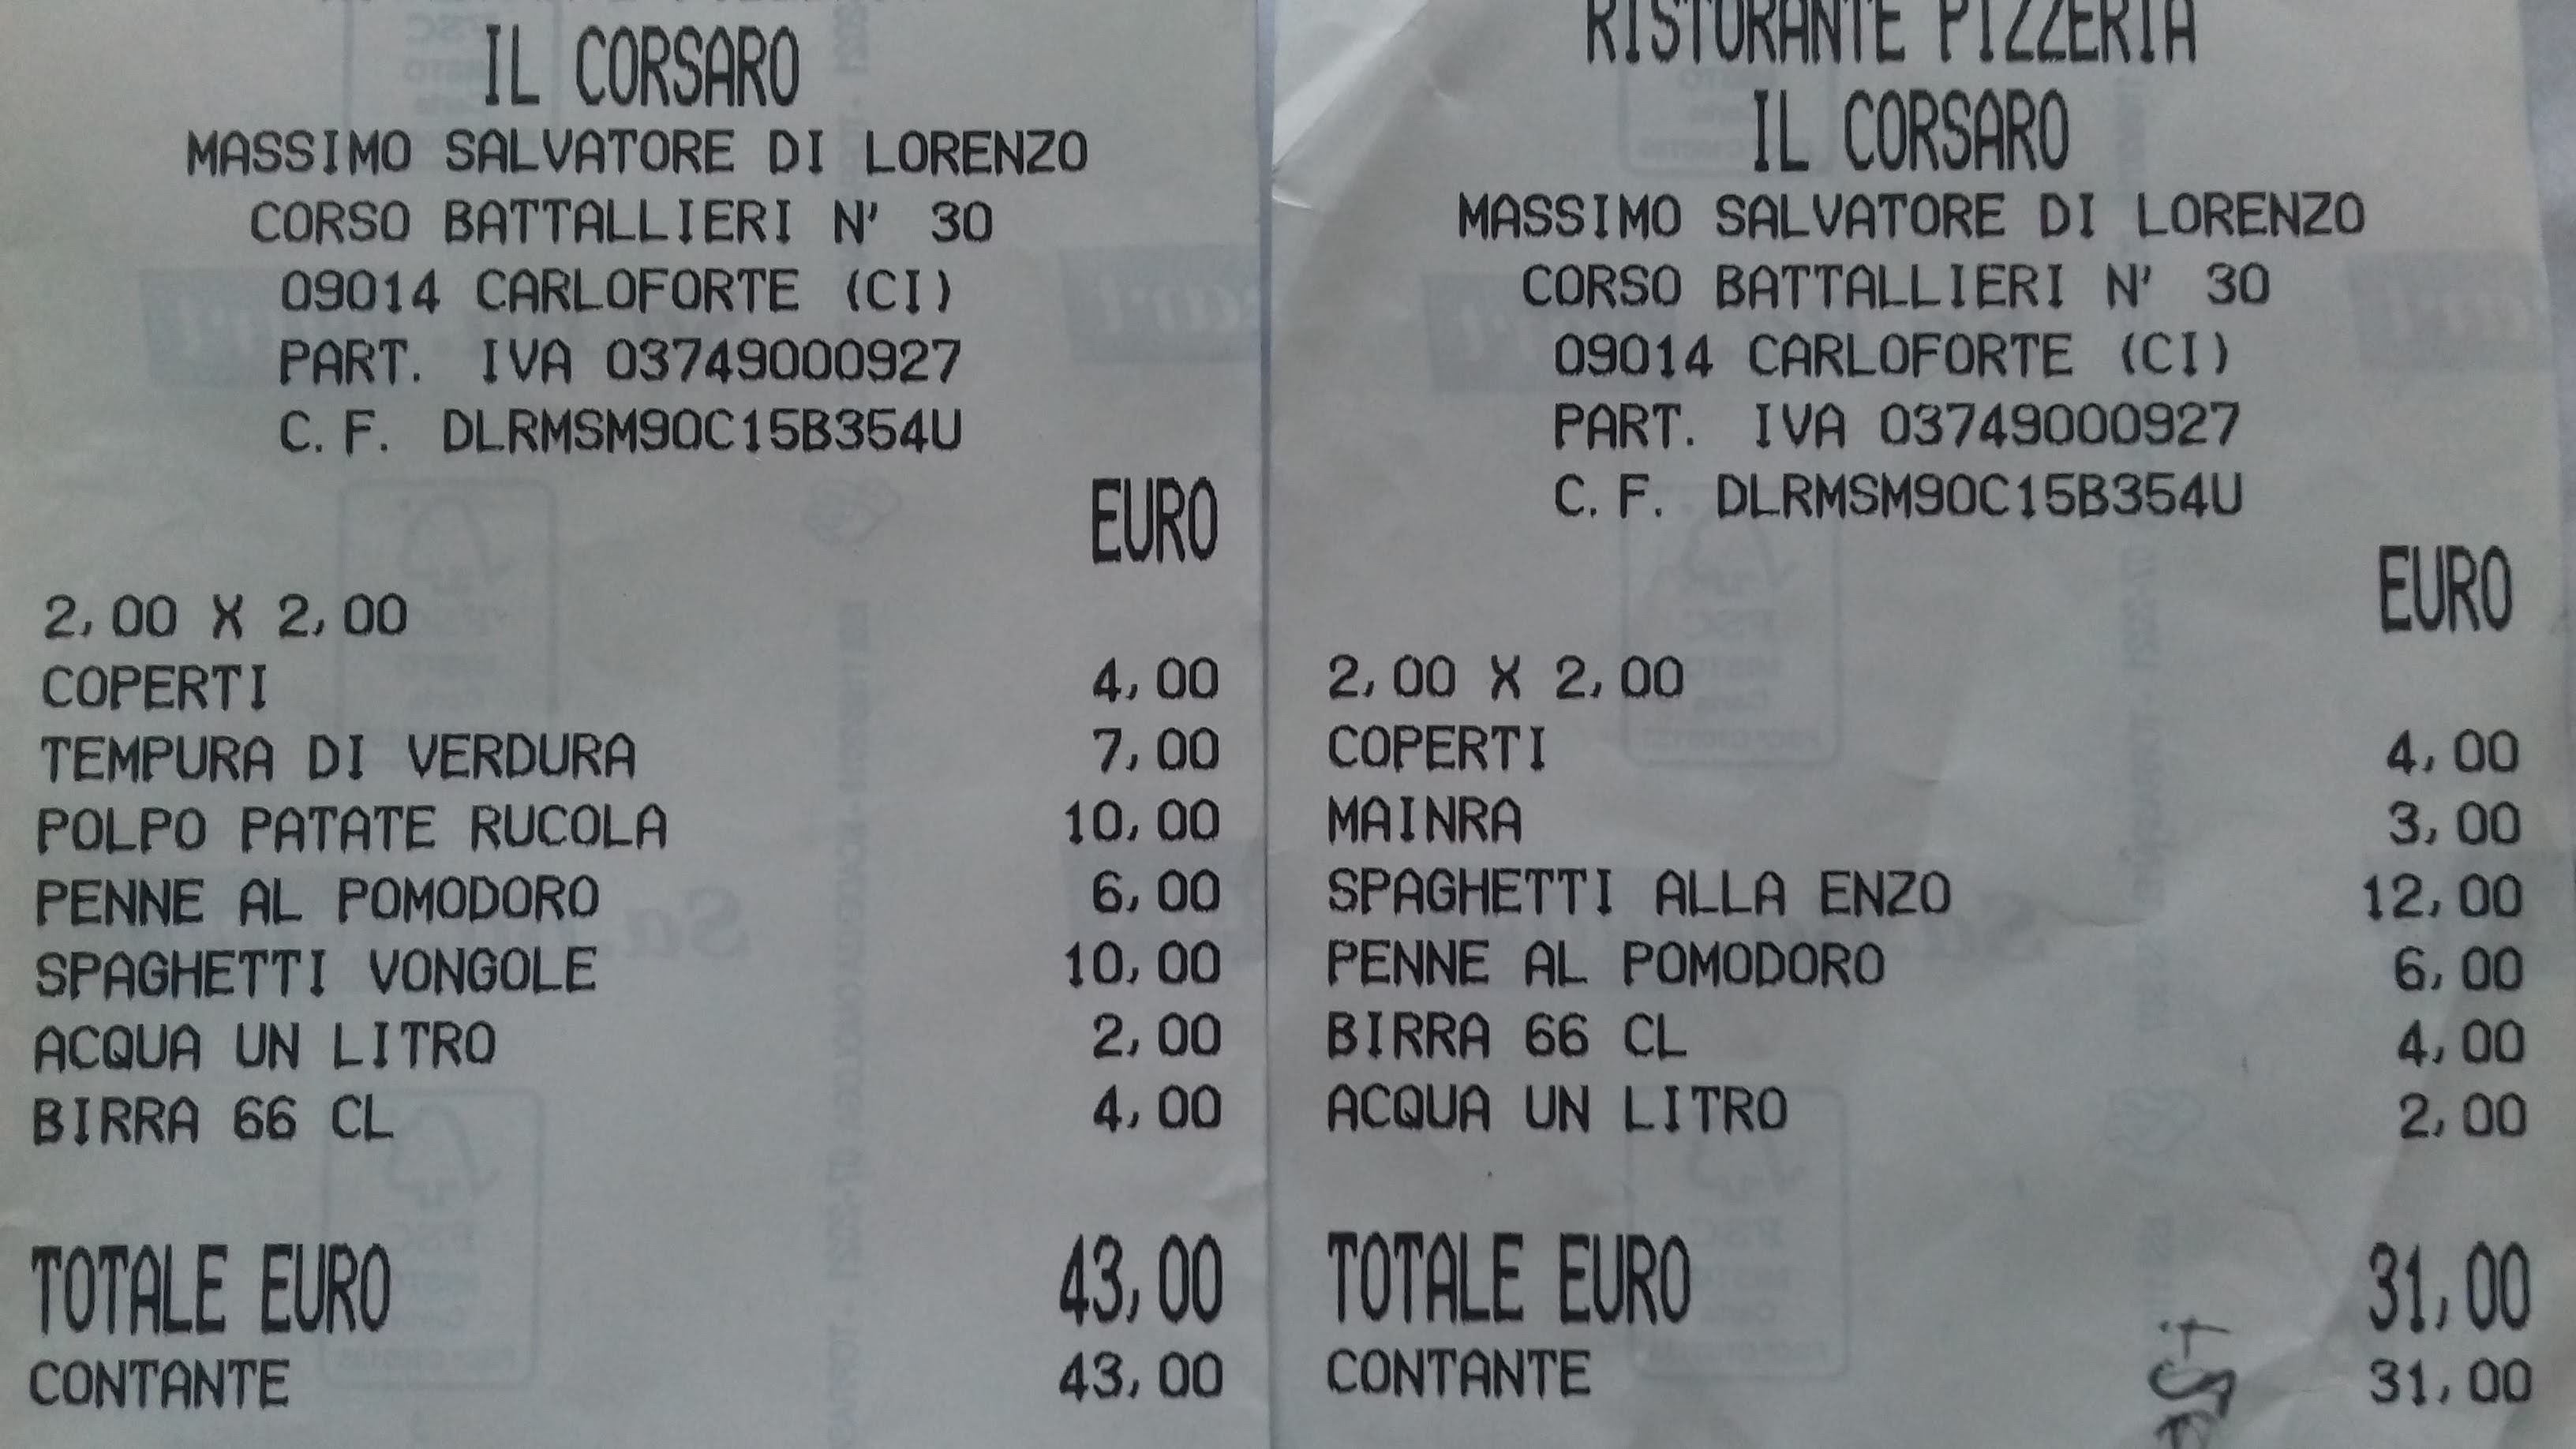 IL CORSARO
MASSIMO SALVATORE DI LORENZO
CORSO BATTALLIERI N' 30
09014 CARLOFORTE (CI)
PART. IVA 03749000927
C.F. DLRMSM90C15B354U
EURO
2,00 X 2,00
COPERTI 4,00
TEMPURA DI VERDURA 7,00
POLPO PATATE RUCOLA 10,00
PENNE AL POMODORO 6,00
SPAGHETTI VONGOLE 10,00
ACQUA UN LITRO 2,00
BIRRA 66 CL 4,00
TOTALE EURO 43,00
CONTANTE 43,00
RISTORANTE PIZZERIA
IL CORSARO
MASSIMO SALVATORE DI LORENZO
CORSO BATTALLIERI N' 30
09014 CARLOFORTE (CI)
PART. IVA 03749000927
C.F. DLRMSM90C15B354U
EURO
2,00 X 2,00
COPERTI 4,00
MAINRA 3,00
SPAGHETTI ALLA ENZO 12,00
PENNE AL POMODORO 6,00
BIRRA 66 CL 4,00
ACQUA UN LITRO 2,00
TOTALE EURO 31,00
CONTANTE 31,00